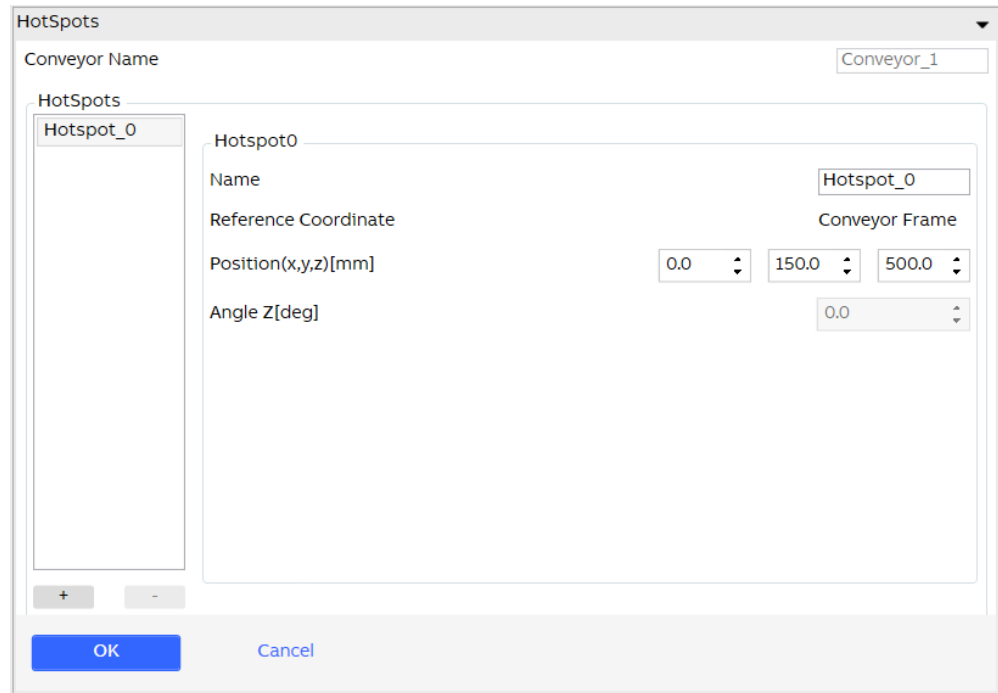 HotSpots
Conveyor Name Conveyor_1
HotSpots
Hotspot_0
Hotspot0
Name Hotspot_0
Reference Coordinate Conveyor Frame
Position(x,y,z)[mm] 0.0 150.0 500.0
Angle Z[deg] 0.0
+ -
OK Cancel